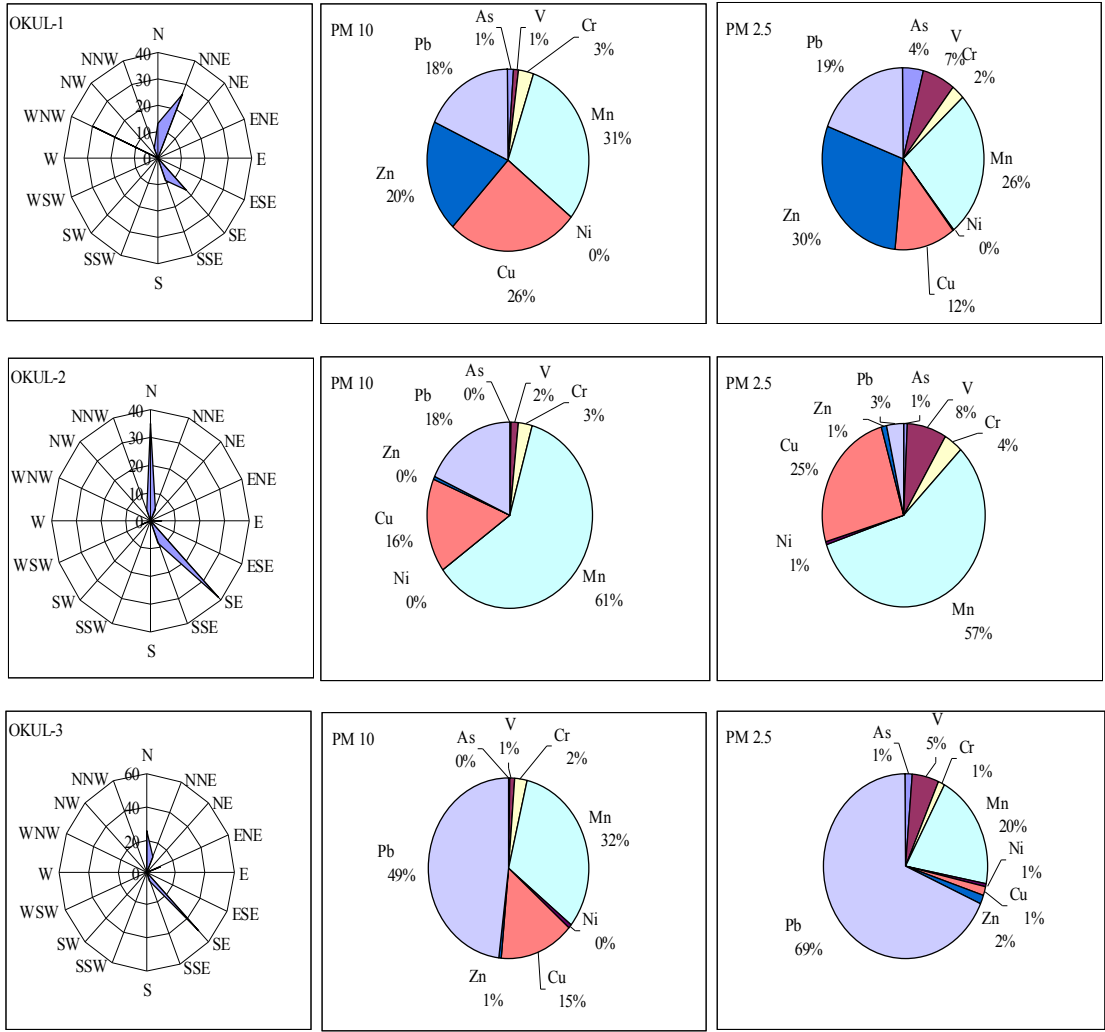 OKUL-1
N
NNW
NNE
NW
NE
WNW
ENE
W
E
WSW
ESE
SW
SE
SSW
SSE
S
40
30
20
10
0
PM 10
As
1%
V
1%
Cr
3%
Mn
31%
Ni
0%
Cu
26%
Zn
20%
Pb
18%
PM 2.5
As
4%
V
7%
Cr
2%
Mn
26%
Ni
0%
Cu
12%
Zn
30%
Pb
19%
OKUL-2
N
NNW
NNE
NW
NE
WNW
ENE
W
E
WSW
ESE
SW
SE
SSW
SSE
S
40
30
20
10
0
PM 10
As
0%
V
2%
Cr
3%
Mn
61%
Ni
0%
Cu
16%
Zn
0%
Pb
18%
PM 2.5
As
1%
V
8%
Cr
4%
Mn
57%
Ni
1%
Cu
25%
Zn
1%
Pb
3%
OKUL-3
N
NNW
NNE
NW
NE
WNW
ENE
W
E
WSW
ESE
SW
SE
SSW
SSE
S
60
40
20
0
PM 10
As
0%
V
1%
Cr
2%
Mn
32%
Ni
0%
Cu
15%
Zn
1%
Pb
49%
PM 2.5
As
1%
V
5%
Cr
1%
Mn
20%
Ni
1%
Cu
1%
Zn
2%
Pb
69%